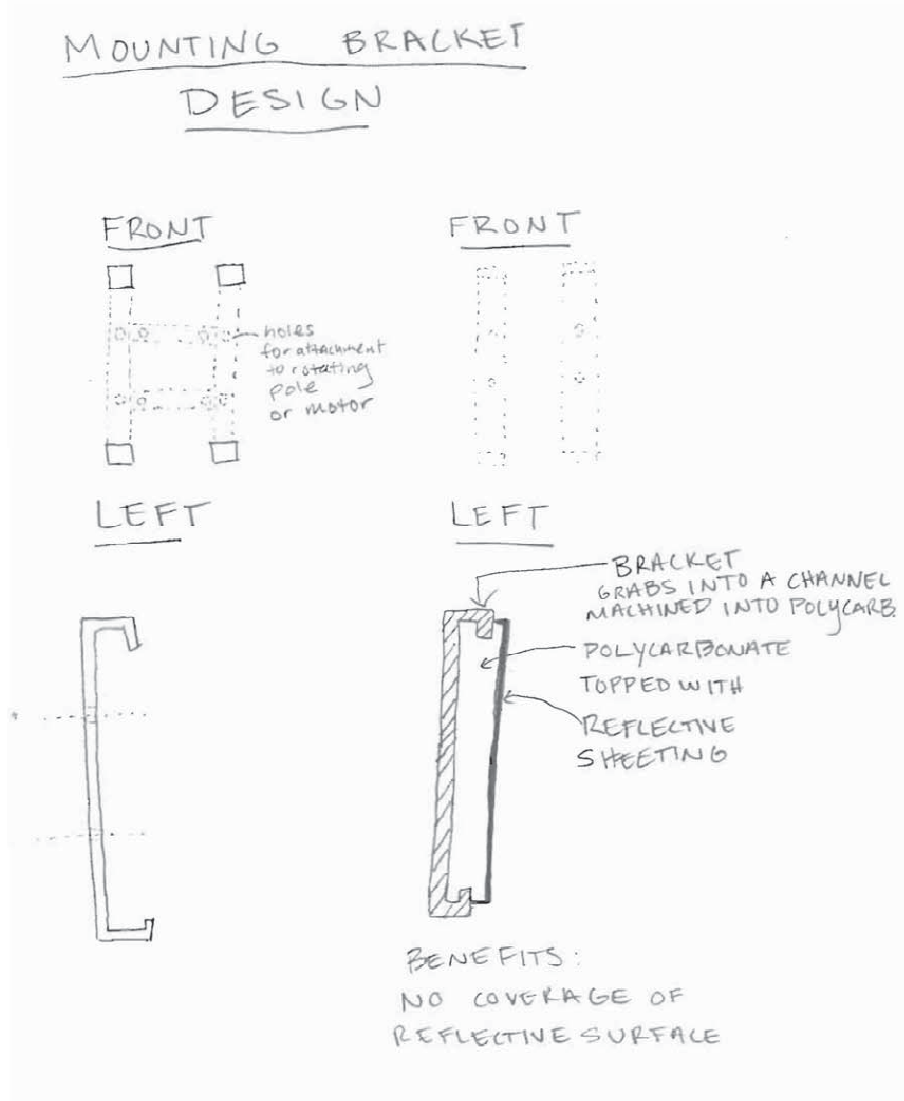 MOUNTING BRACKET
DESIGN
FRONT
holes
for attachment
to rotating
pole
or motor
FRONT
LEFT
LEFT
BRACKET
GRABS INTO A CHANNEL
MACHINED INTO POLYCARB.
POLYCARBONATE
TOPPED WITH
REFLECTIVE
SHEETING
BENEFITS:
NO COVERAGE OF
REFLECTIVE SURFACE